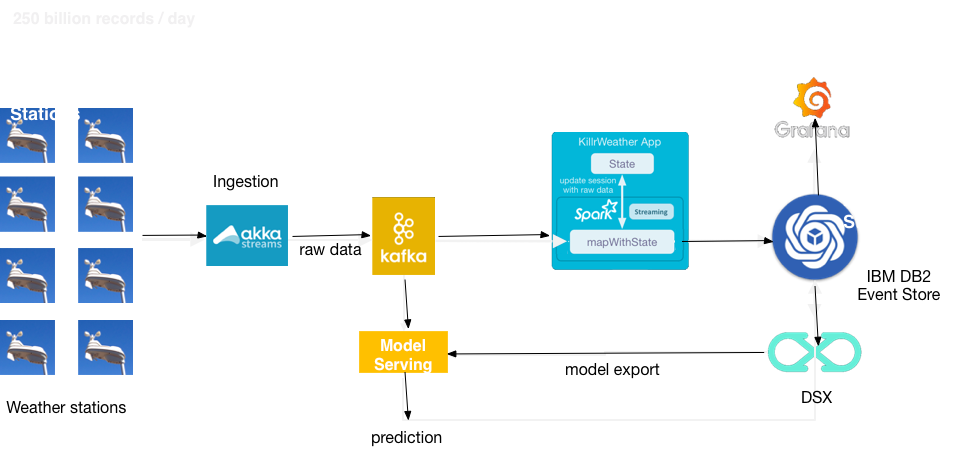 250 billion records / day
Stations
Grafana
KillrWeather App
State
update session
with raw data
Spark
Streaming
mapWithState
Ingestion
akka
streams
raw data
kafka
S
IBM DB2
Event Store
Model
Serving
model export
DSX
Weather stations
prediction